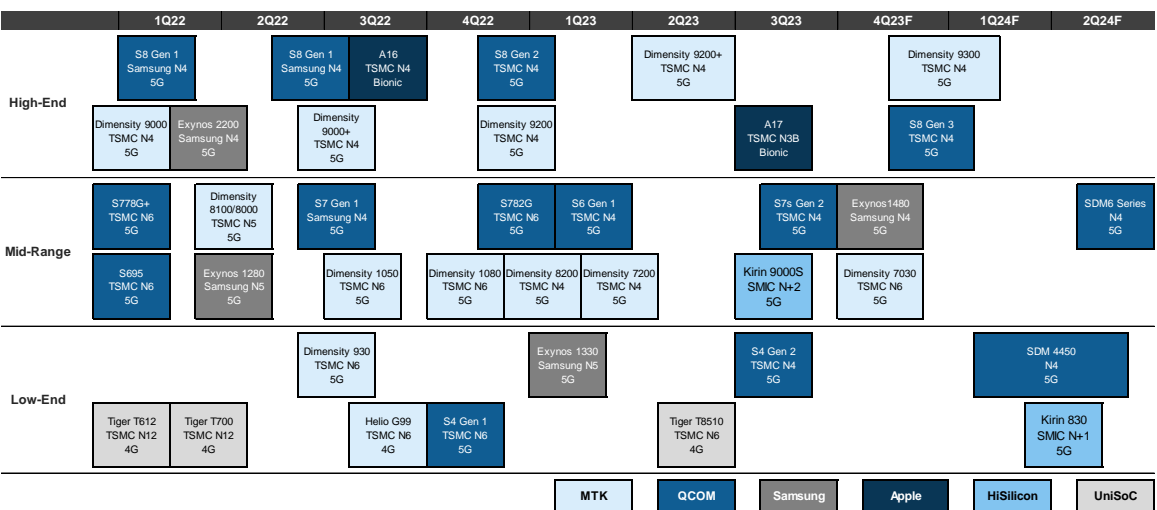 1Q22 2Q22 3Q22 4Q22 1Q23 2Q23 3Q23 4Q23F 1Q24F 2Q24F
High-End
S8 Gen 1
Samsung N4
5G
S8 Gen 1
Samsung N4
5G
A16
TSMC N4
Bionic
S8 Gen 2
TSMC N4
5G
Dimensity 9200+
TSMC N4
5G
Dimensity 9300
TSMC N4
5G
Dimensity 9000
TSMC N4
5G
Exynos 2200
Samsung N4
5G
Dimensity
9000+
TSMC N4
5G
Dimensity 9200
TSMC N4
5G
A17
TSMC N3B
Bionic
S8 Gen 3
TSMC N4
5G
Mid-Range
S778G+
TSMC N6
5G
Dimensity
8100/8000
TSMC N5
5G
S7 Gen 1
Samsung N4
5G
S782G
TSMC N6
5G
S6 Gen 1
TSMC N4
5G
S7s Gen 2
TSMC N4
5G
Exynos1480
Samsung N4
5G
SDM6 Series
N4
5G
S695
TSMC N6
5G
Exynos 1280
Samsung N5
5G
Dimensity 1050
TSMC N6
5G
Dimensity 1080
TSMC N6
5G
Dimensity 8200
TSMC N4
5G
Dimensity 7200
TSMC N4
5G
Kirin 9000S
SMIC N+2
5G
Dimensity 7030
TSMC N6
5G
Low-End
Dimensity 930
TSMC N6
5G
Exynos 1330
Samsung N5
5G
S4 Gen 2
TSMC N4
5G
SDM 4450
N4
5G
Tiger T612
TSMC N12
4G
Tiger T700
TSMC N12
4G
Helio G99
TSMC N6
4G
S4 Gen 1
TSMC N6
5G
Tiger T8510
TSMC N6
4G
Kirin 830
SMIC N+1
5G
MTK QCOM Samsung Apple HiSilicon UniSoC